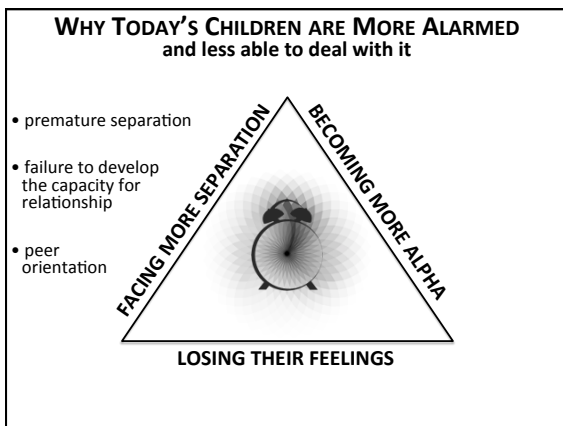 WHY TODAY'S CHILDREN ARE MORE ALARMED
and less able to deal with it
• premature separation
• failure to develop
the capacity for
relationship
• peer
orientation
FACING MORE SEPARATION
BECOMING MORE ALPHA
LOSING THEIR FEELINGS